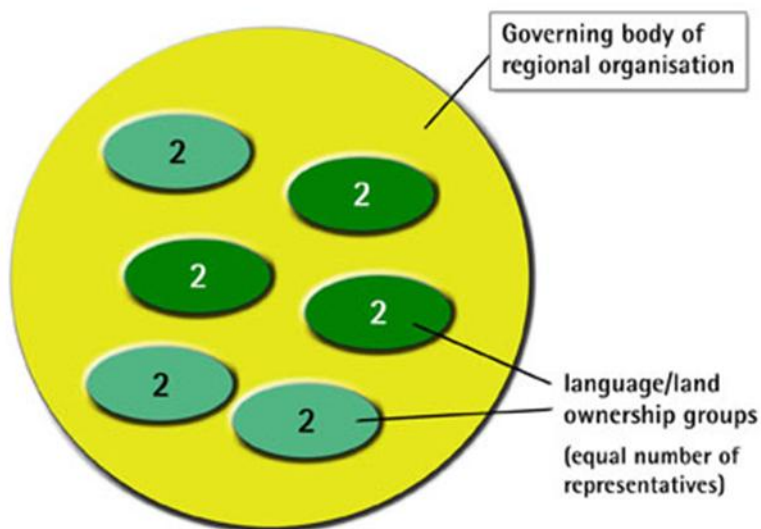 Governing body of
regional organisation
2
2
2
2
2
2
language/land
ownership groups
(equal number of
representatives)